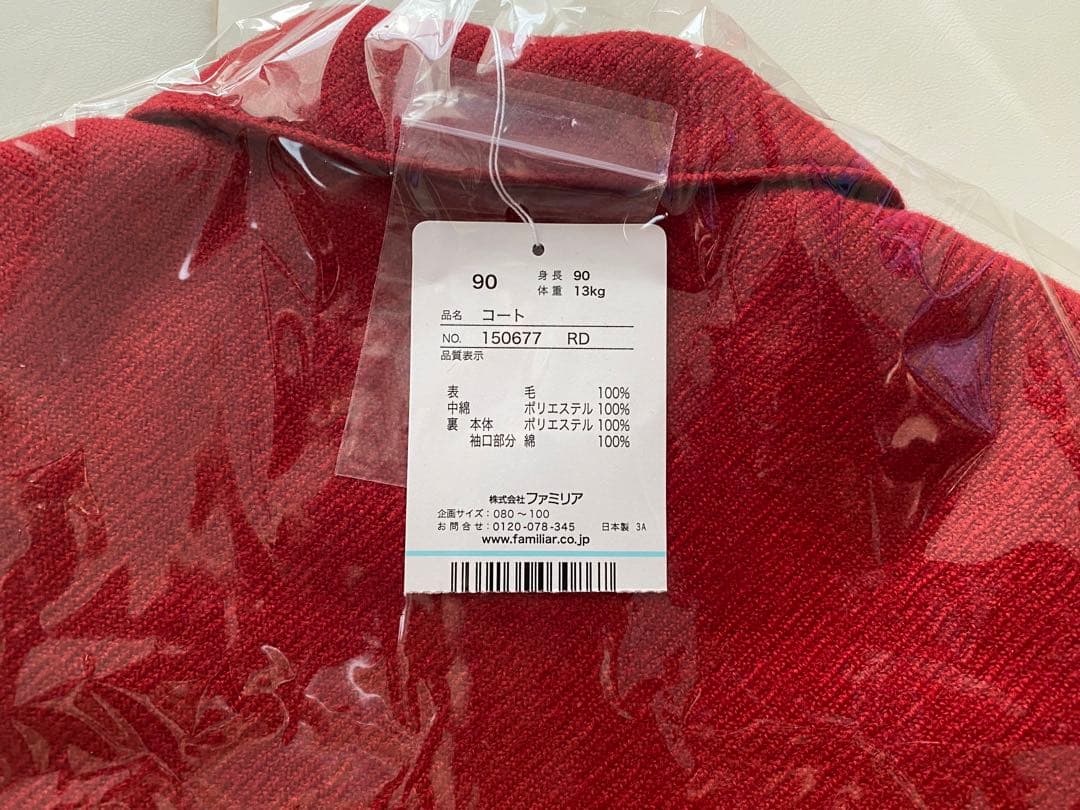 90 身長 90
体重 13kg
品名 コート
NO. 150677 RD
品質表示
表 毛 100%
中綿 ポリエステル 100%
裏 本体 ポリエステル 100%
袖口部分 綿 100%
株式会社ファミリア
企画サイズ:080〜100
お問合せ:0120-078-345 日本製 3A
www.familiar.co.jp